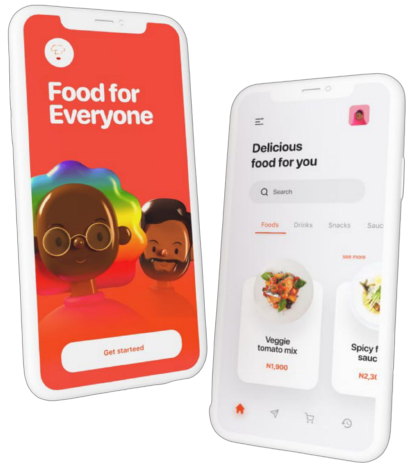 Food for
Everyone
Get starteed
Delicious
food for you
Search
Foods Drinks Snacks Sauc
see more
Veggie
tomato mix
N1,900
Spicy f
sauc
N2,3